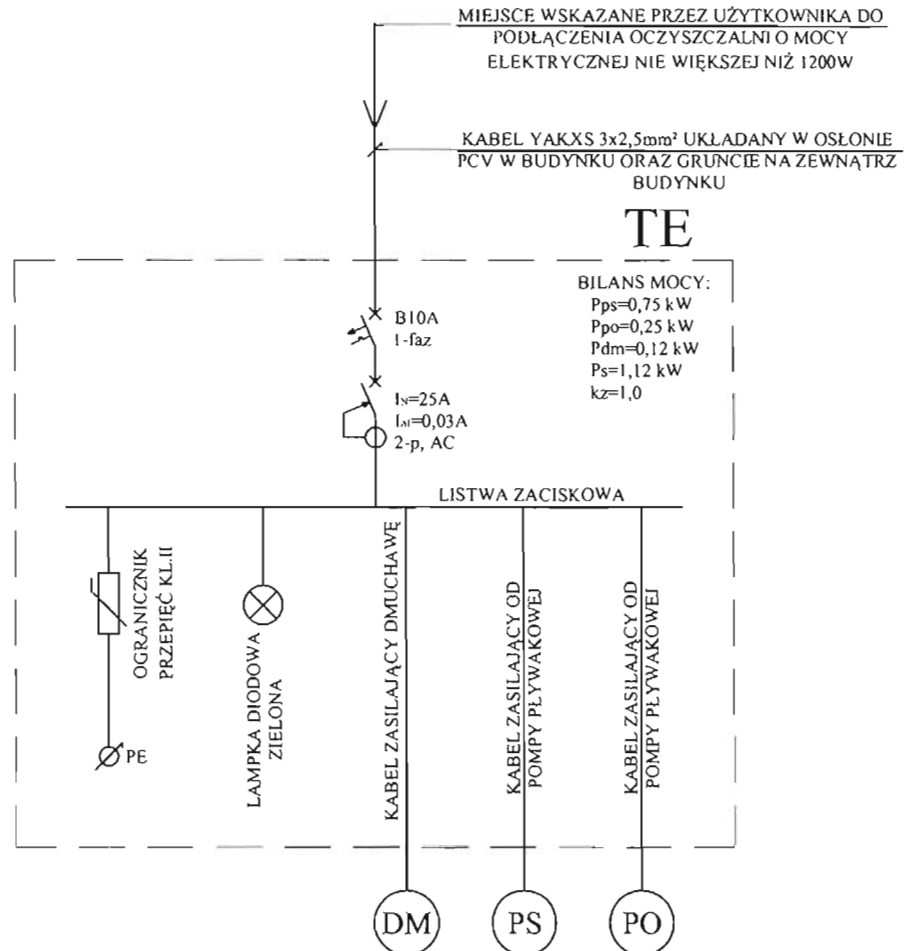 MIEJSCE WSKAZANE PRZEZ UŻYTKOWNIKA DO
PODŁĄCZENIA OCZYSZCZALNI O MOCY
ELEKTRYCZNEJ NIE WIĘKSZEJ NIŻ 1200W
KABEL YAKXS 3x2,5mm² UKŁADANY W OSŁONIE
PCV W BUDYNKU ORAZ GRUNCIE NA ZEWNĄTRZ
BUDYNKU
TE
BILANS MOCY:
Pps=0,75 kW
Ppo=0,25 kW
Pdm=0,12 kW
Ps=1,12 kW
kz=1,0
B10A
1-faz
IN=25A
IΔI=0,03A
2-p, AC
LISTWA ZACISKOWA
OGRANICZNIK
PRZEPIĘĆ KL.II
PE
LAMPKA DIODOWA
ZIELONA
KABEL ZASILAJĄCY DMUCHAWĘ
KABEL ZASILAJĄCY OD
POMPY PŁYWAKOWEJ
KABEL ZASILAJĄCY OD
POMPY PŁYWAKOWEJ
DM
PS
PO